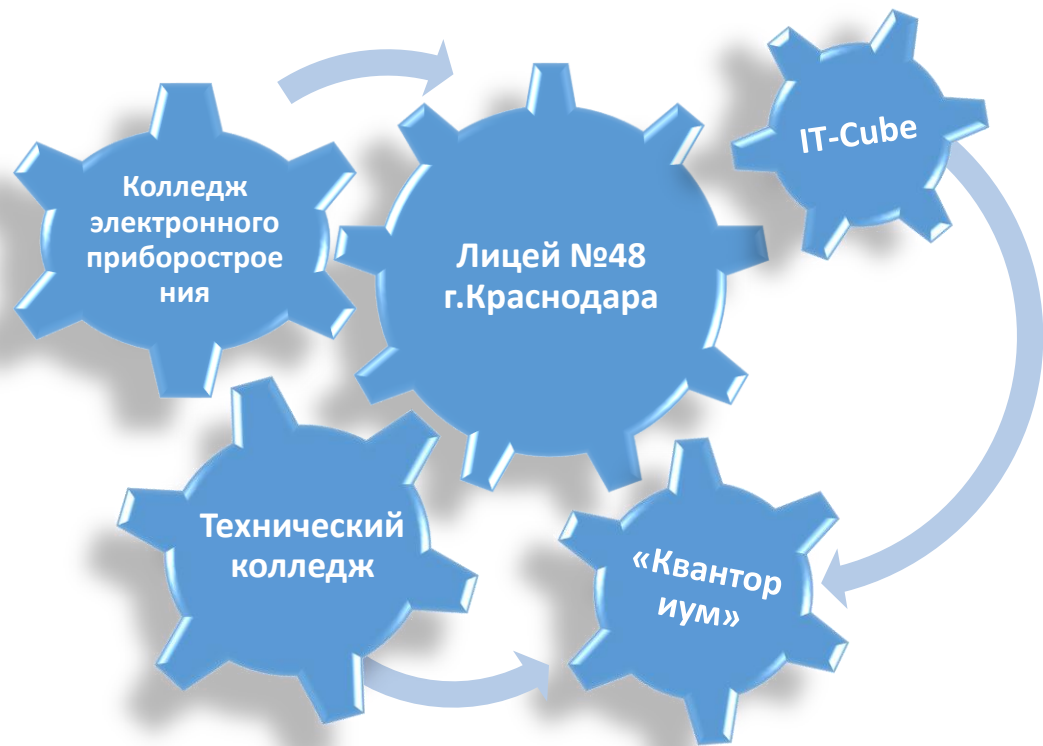 Колледж
электронного
приборострое
ния
Лицей №48
г.Краснодара
IT-Cube
Технический
колледж
«Квантор
иум»